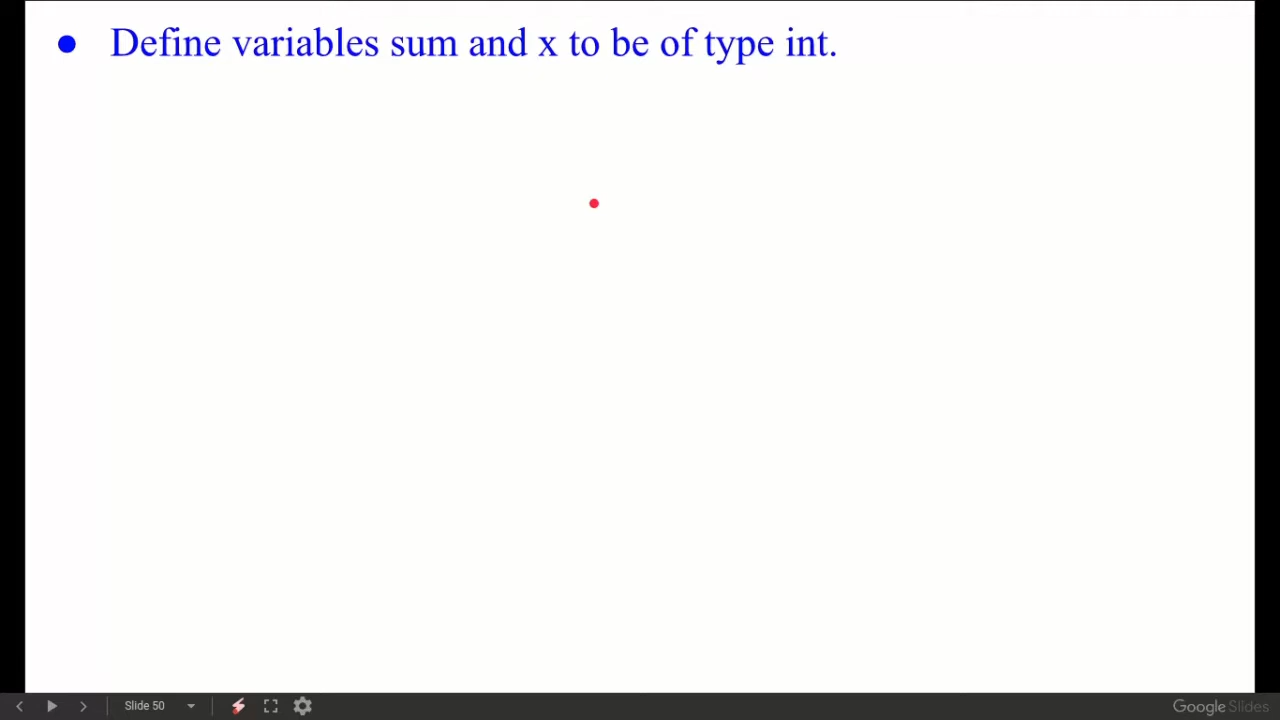 ● Define variables sum and x to be of type int.
Slide 50
Google Slides